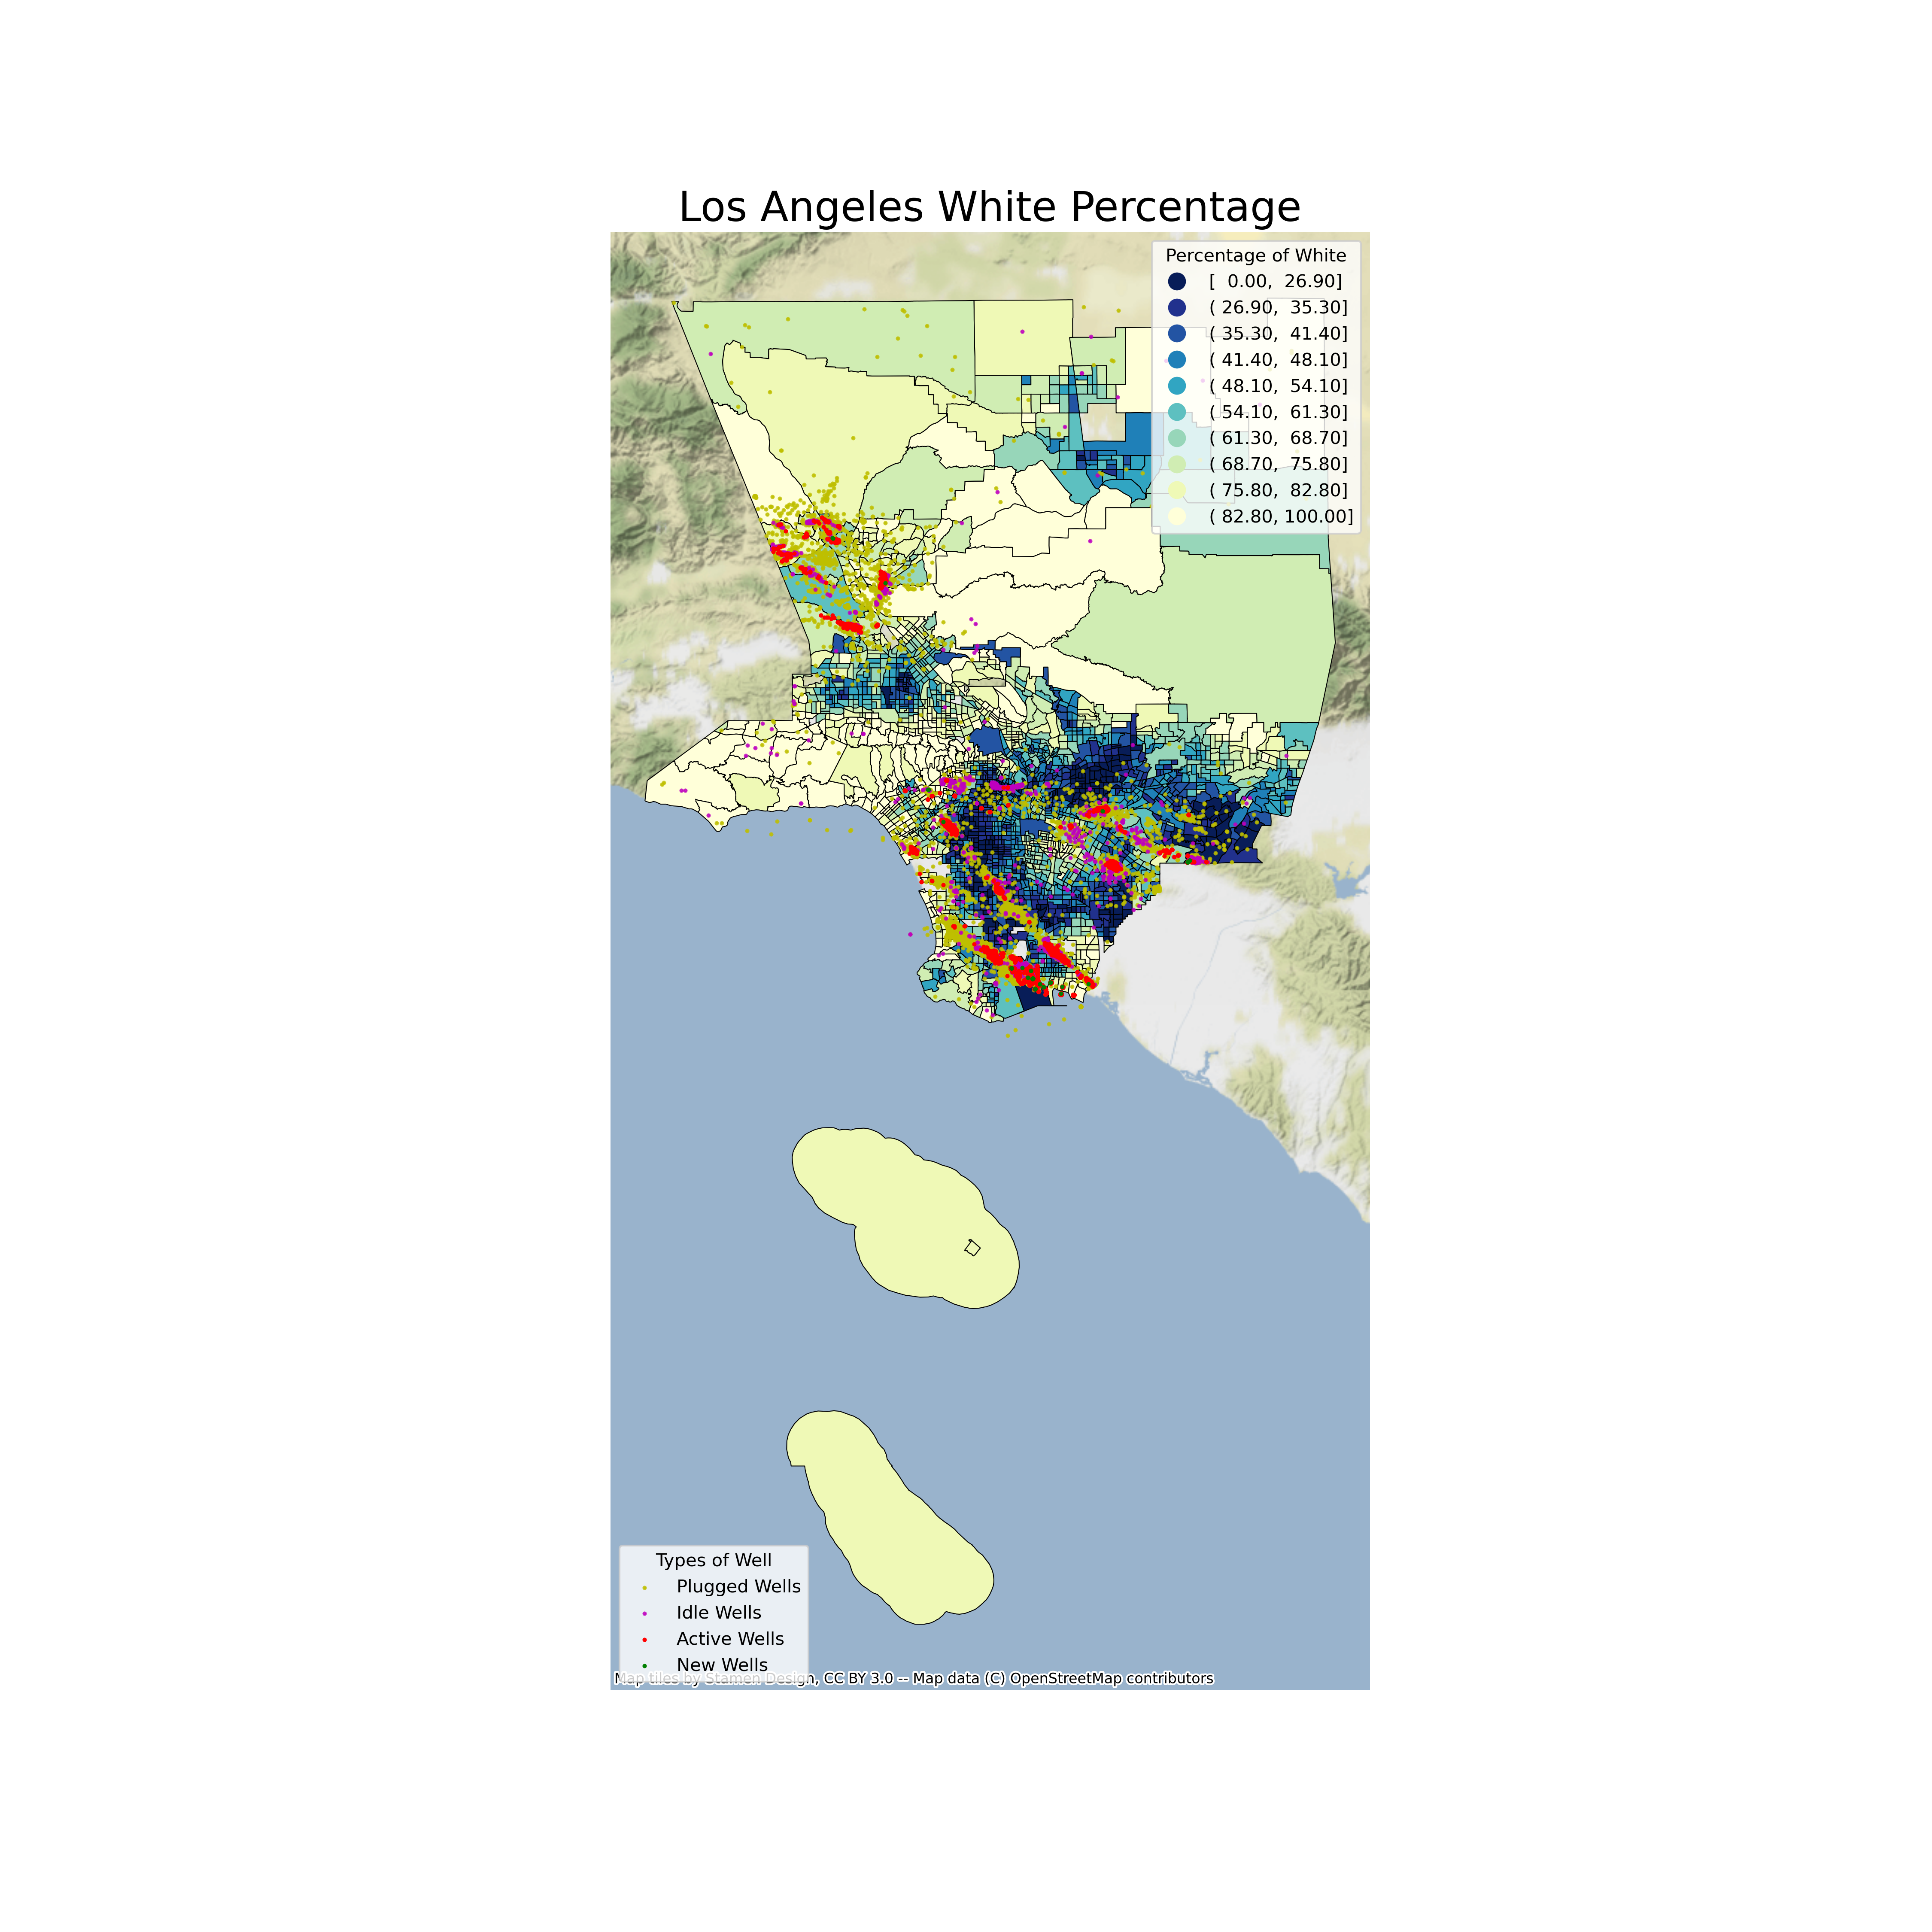 Los Angeles White Percentage
Percentage of White
[  0.00,  26.90]
( 26.90,  35.30]
( 35.30,  41.40]
( 41.40,  48.10]
( 48.10,  54.10]
( 54.10,  61.30]
( 61.30,  68.70]
( 68.70,  75.80]
( 75.80,  82.80]
( 82.80, 100.00]
Types of Well
Plugged Wells
Idle Wells
Active Wells
New Wells
Map tiles by Stamen Design, CC BY 3.0 -- Map data (C) OpenStreetMap contributors